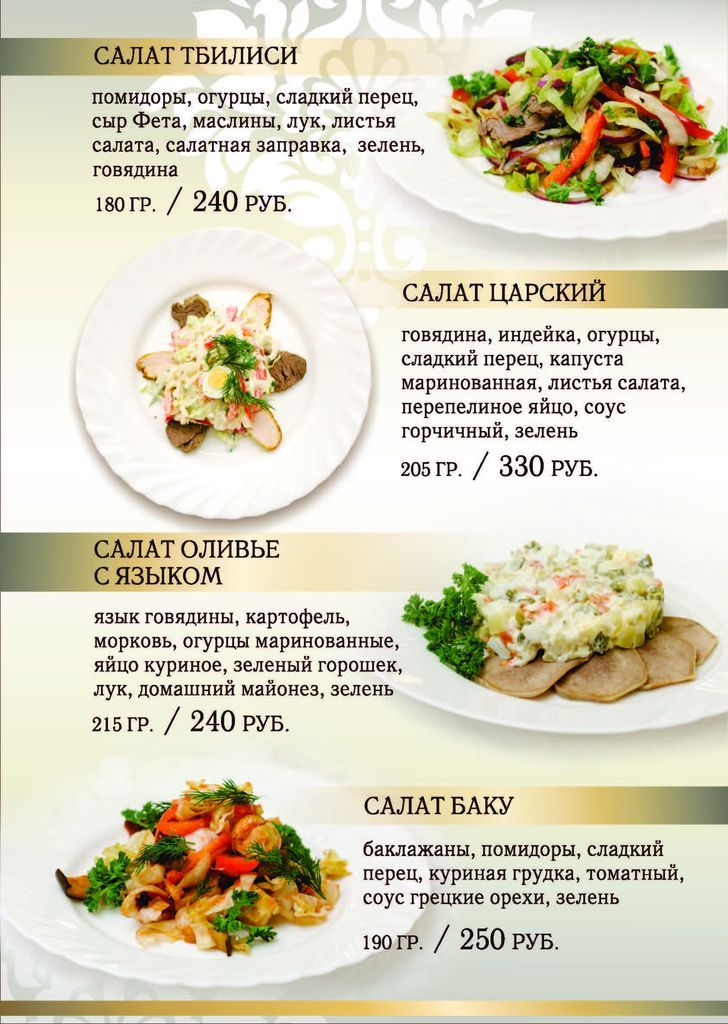 САЛАТ ТБИЛИСИ
помидоры, огурцы, сладкий перец,
сыр Фета, маслины, лук, листья
салата, салатная заправка, зелень,
говядина
180 ГР. / 240 РУБ.
САЛАТ ЦАРСКИЙ
говядина, индейка, огурцы,
сладкий перец, капуста
маринованная, листья салата,
перепелиное яйцо, соус
горчичный, зелень
205 ГР. / 330 РУБ.
САЛАТ ОЛИВЬЕ
С ЯЗЫКОМ
язык говядины, картофель,
морковь, огурцы маринованные,
яйцо куриное, зеленый горошек,
лук, домашний майонез, зелень
215 ГР. / 240 РУБ.
САЛАТ БАКУ
баклажаны, помидоры, сладкий
перец, куриная грудка, томатный,
соус грецкие орехи, зелень
190 ГР. / 250 РУБ.